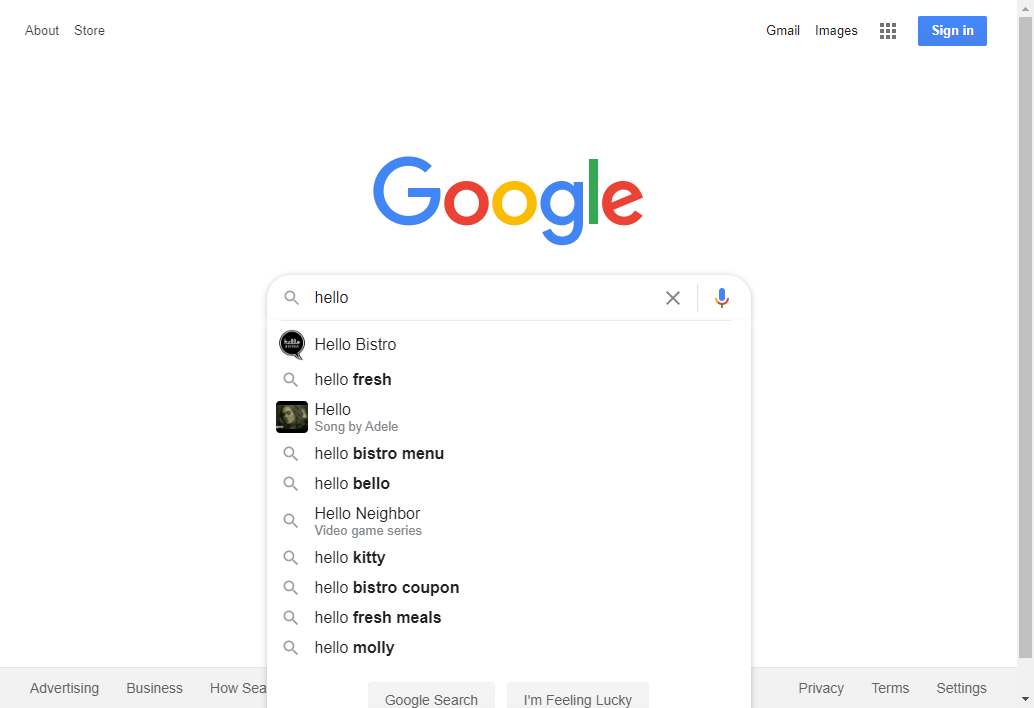 About Store Gmail Images Sign in
Google
hello
Hello Bistro
hello fresh
Hello
Song by Adele
hello bistro menu
hello bello
Hello Neighbor
Video game series
hello kitty
hello bistro coupon
hello fresh meals
hello molly
Advertising Business How Sea Privacy Terms Settings
Google Search I'm Feeling Lucky